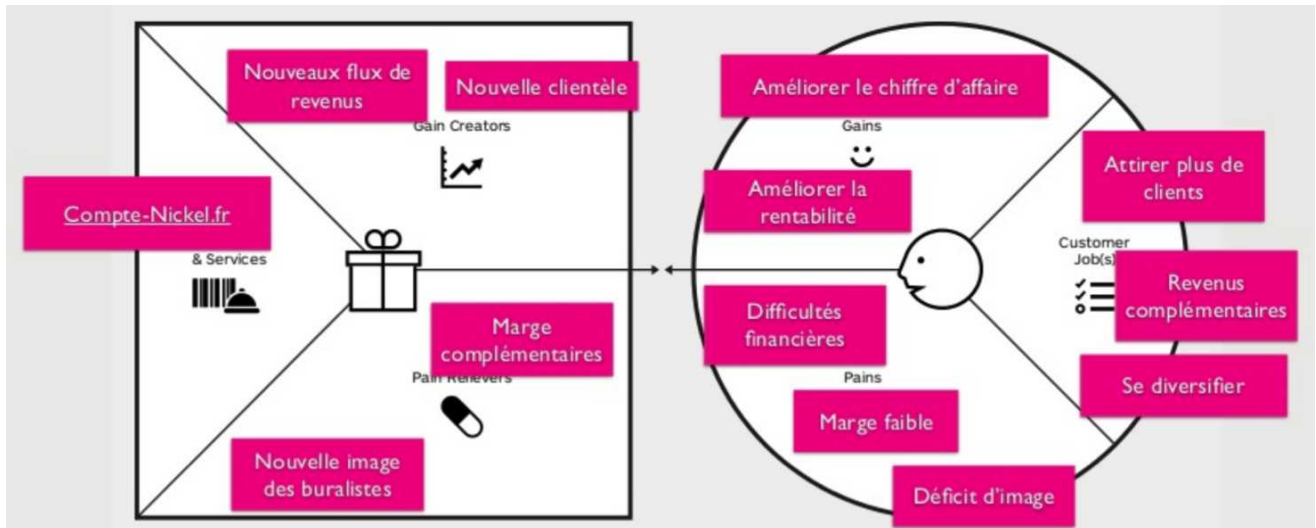 Nouveaux flux de
revenus
Nouvelle clientèle
Gain Creators
Compte-Nickel.fr
& Services
Marge
complémentaires
Pain Relievers
Nouvelle image
des buralistes
Améliorer le chiffre d'affaire
Gains
Améliorer la
rentabilité
Attirer plus de
clients
Customer
Job(s)
Revenus
complémentaires
Difficultés
financières
Pains
Se diversifier
Marge faible
Déficit d'image